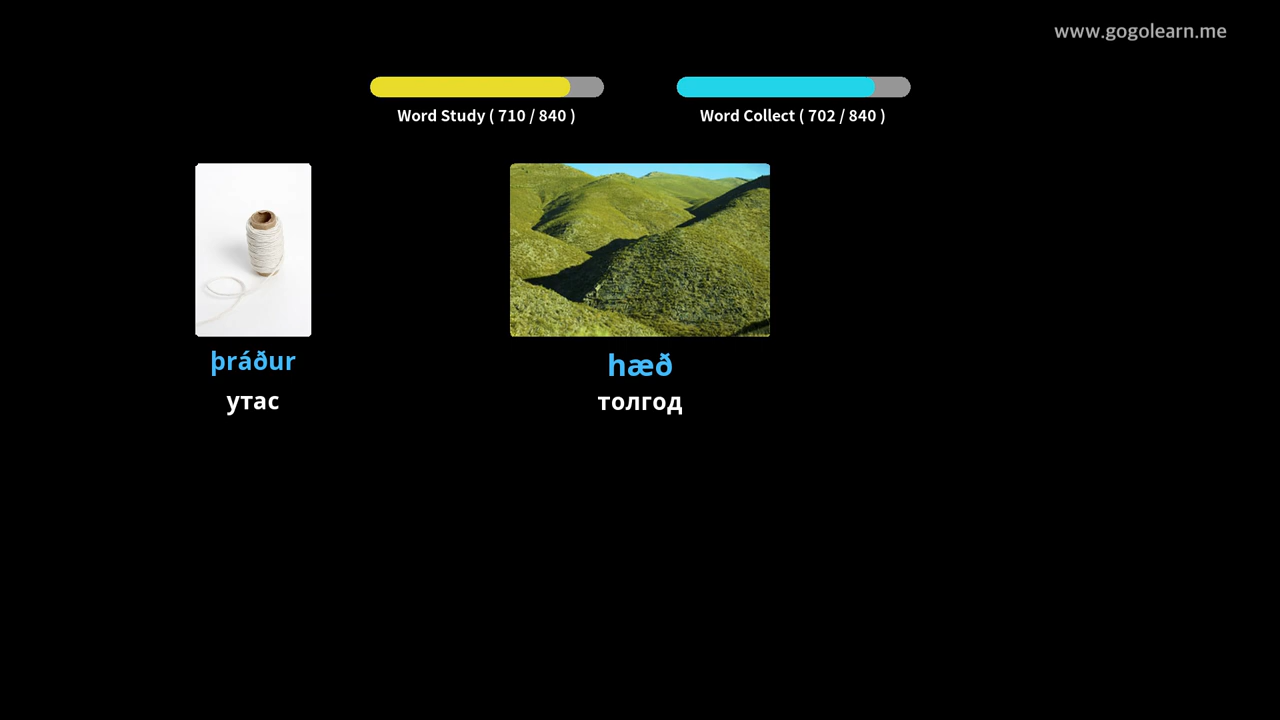 www.gogolearn.me
Word Study ( 710 / 840 )
Word Collect ( 702 / 840 )
þráður
утас
hæð
толгод